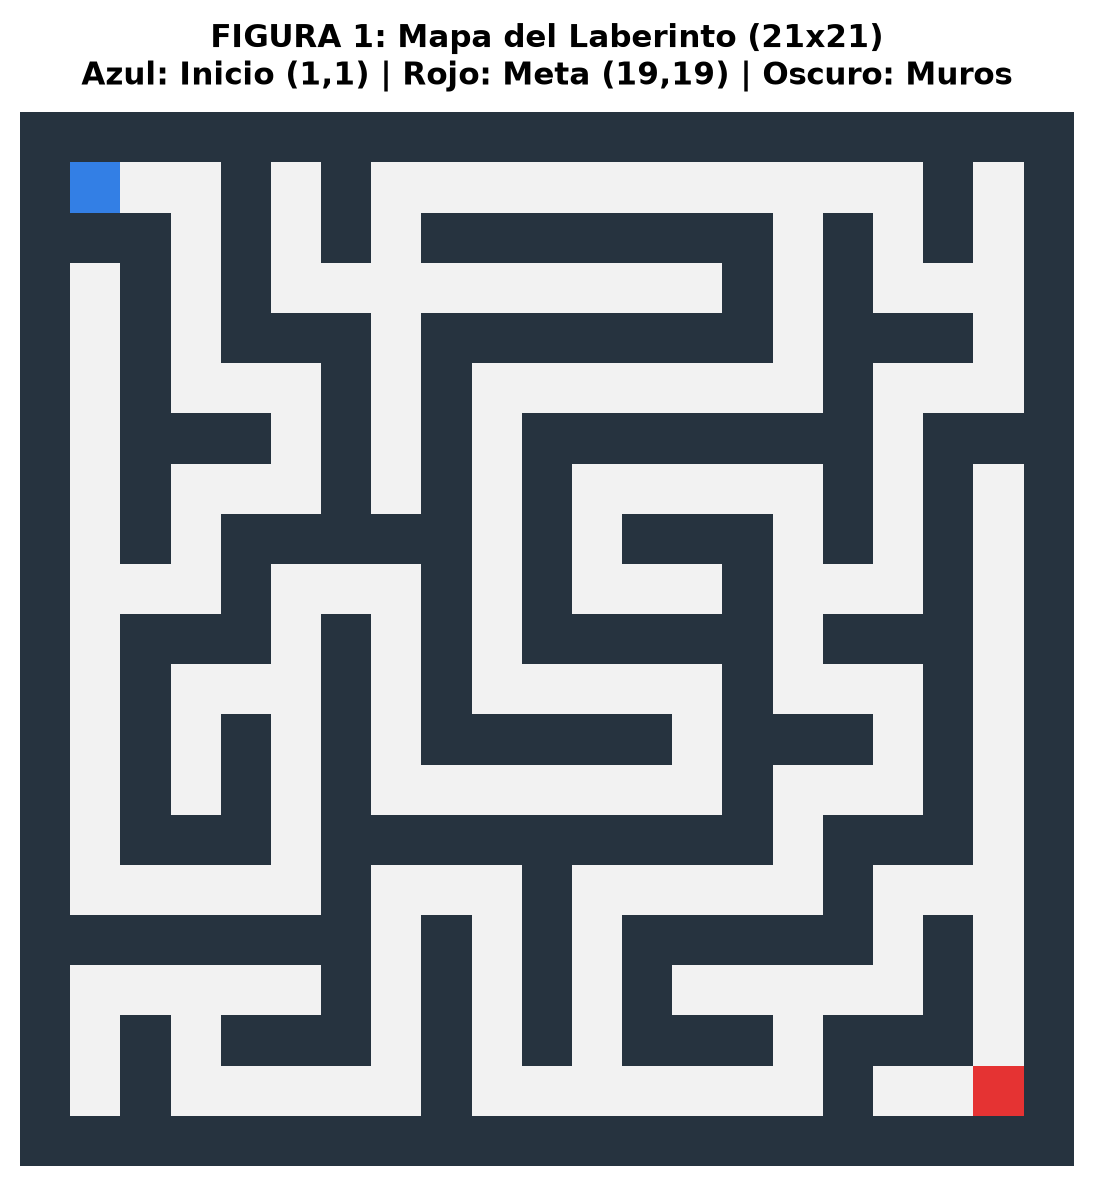 FIGURA 1: Mapa del Laberinto (21x21)
Azul: Inicio (1,1) | Rojo: Meta (19,19) | Oscuro: Muros